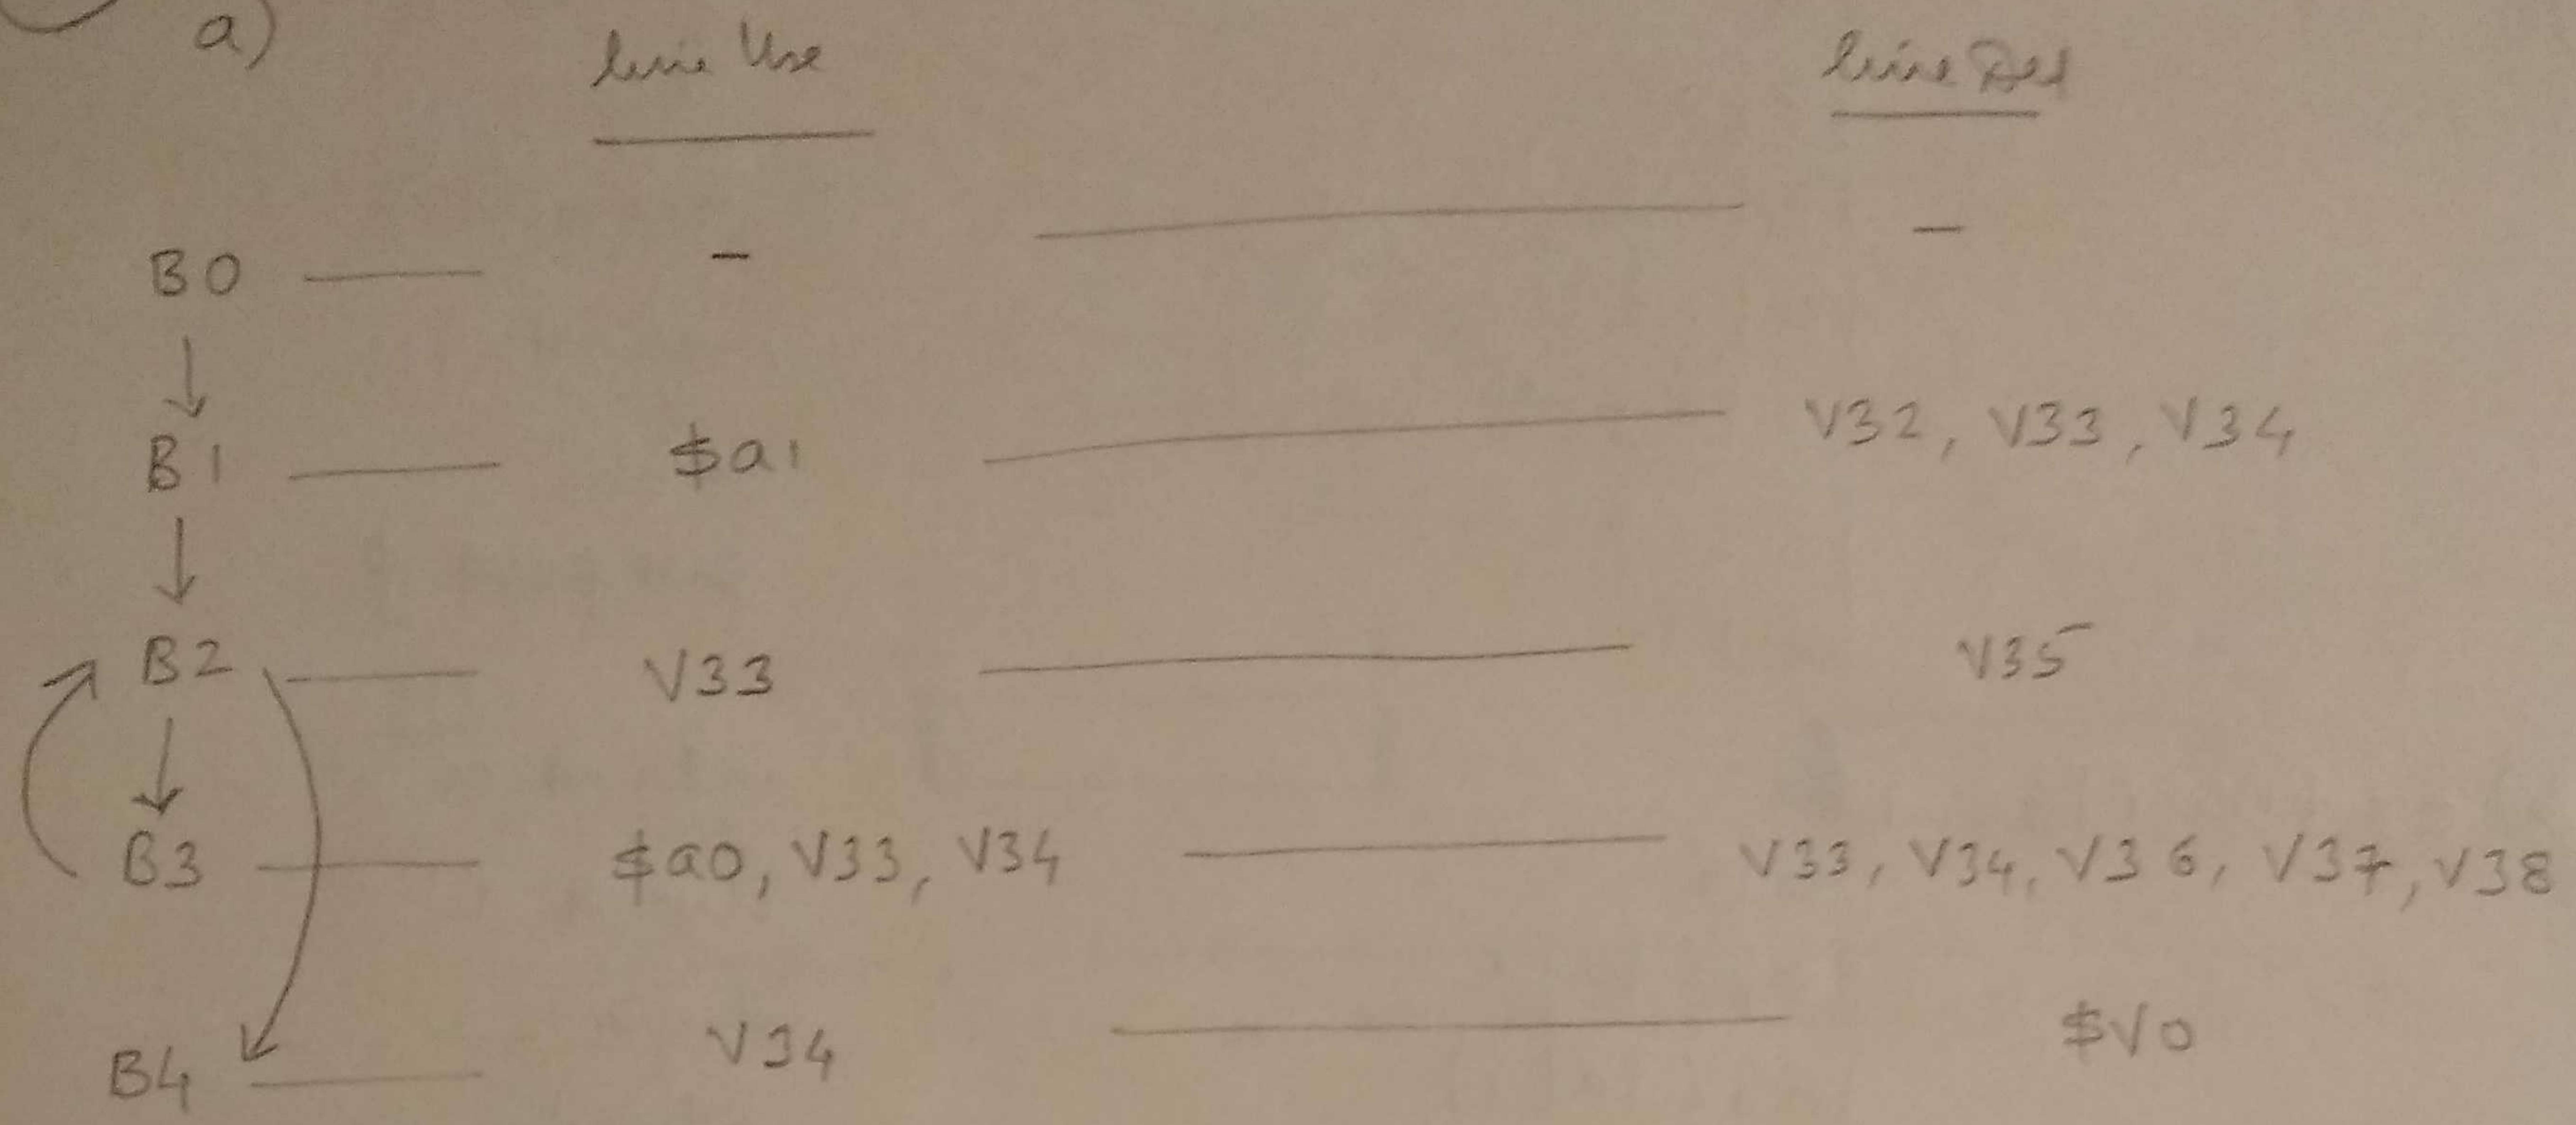 a)
live Use live Def
B0 - -
B1 $a1 V32, V33, V34
B2 V33 V35
B3 $a0, V33, V34 V33, V34, V36, V37, V38
B4 V34 $V0